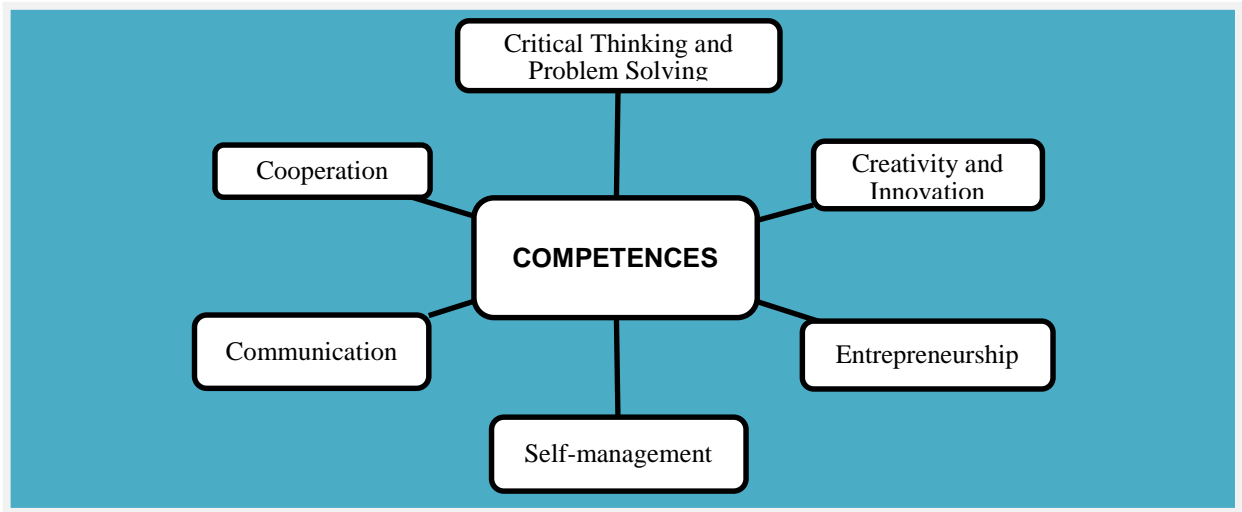 Critical Thinking and
Problem Solving
Cooperation
Creativity and
Innovation
COMPETENCES
Communication
Entrepreneurship
Self-management